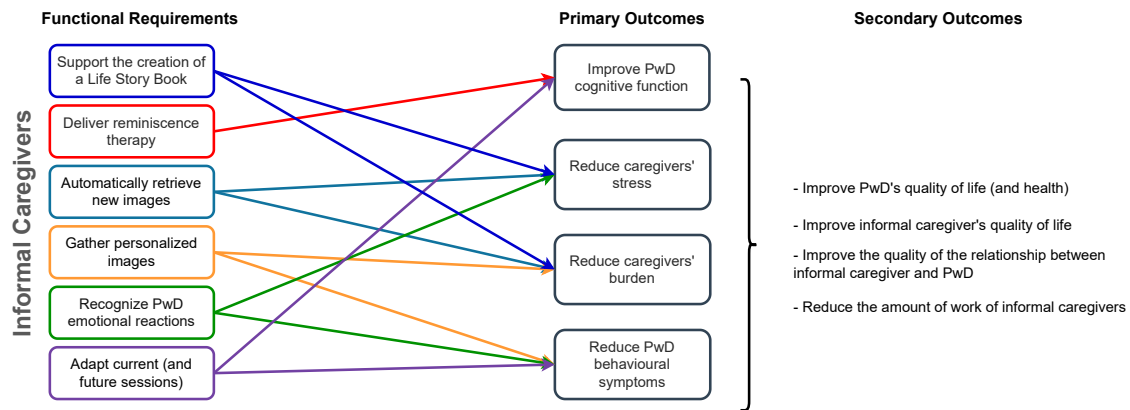 Functional Requirements
Primary Outcomes
Secondary Outcomes
Informal Caregivers
Support the creation of
a Life Story Book
Deliver reminiscence
therapy
Automatically retrieve
new images
Gather personalized
images
Recognize PwD
emotional reactions
Adapt current (and
future sessions)
Improve PwD
cognitive function
Reduce caregivers'
stress
Reduce caregivers'
burden
Reduce PwD
behavioural
symptoms
- Improve PwD's quality of life (and health)
- Improve informal caregiver's quality of life
- Improve the quality of the relationship between
informal caregiver and PwD
- Reduce the amount of work of informal caregivers